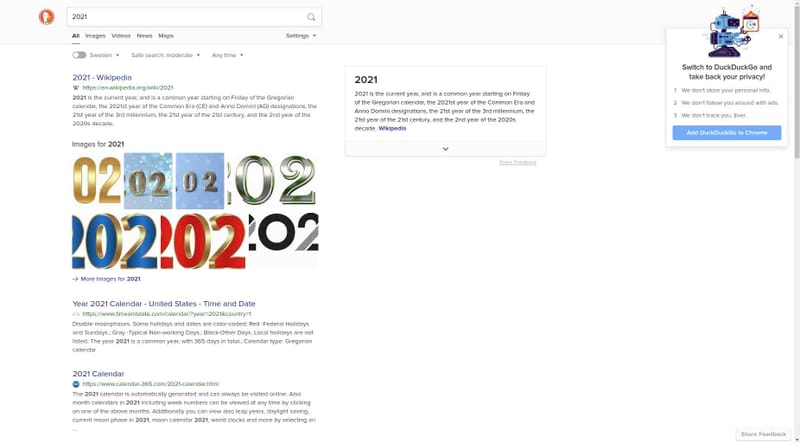 2021
All Images Videos News Maps Settings
Sweden Safe search: moderate Any time
2021 - Wikipedia
https://en.wikipedia.org/wiki/2021
2021 is the current year, and is a common year starting on Friday of the Gregorian
calendar, the 2021st year of the Common Era (CE) and Anno Domini (AD) designations, the
21st year of the 3rd millennium, the 21st year of the 21st century, and the 2nd year of the
2020s decade.
Images for 2021
202
02
02
202
202
202
202
More Images for 2021
Year 2021 Calendar - United States - Time and Date
https://www.timeanddate.com/calendar/?year=2021&country=1
Disable moonphases. Some holidays and dates are color-coded: Red -Federal Holidays
and Sundays.; Gray -Typical Non-working Days.; Black-Other Days. Local holidays are not
listed. The year 2021 is a common year, with 365 days in total.; Calendar type: Gregorian
calendar
2021 Calendar
https://www.calendar-365.com/2021-calendar.html
The 2021 calendar is automatically generated and can always be visited online. Also
month calendars in 2021 including week numbers can be viewed at any time by clicking
on one of the above months. Additionally you can view also leap years, daylight saving,
current moon phase in 2021, moon calendar 2021, world clocks and more by selecting an
...
2021
2021 is the current year, and is a common year starting on Friday of
the Gregorian calendar, the 2021st year of the Common Era and
Anno Domini designations, the 21st year of the 3rd millennium, the
21st year of the 21st century, and the 2nd year of the 2020s
decade. Wikipedia
Share Feedback
Switch to DuckDuckGo and
take back your privacy!
1 We don't store your personal info.
2 We don't follow you around with ads.
3 We don't track you. Ever.
Add DuckDuckGo to Chrome
Share Feedback